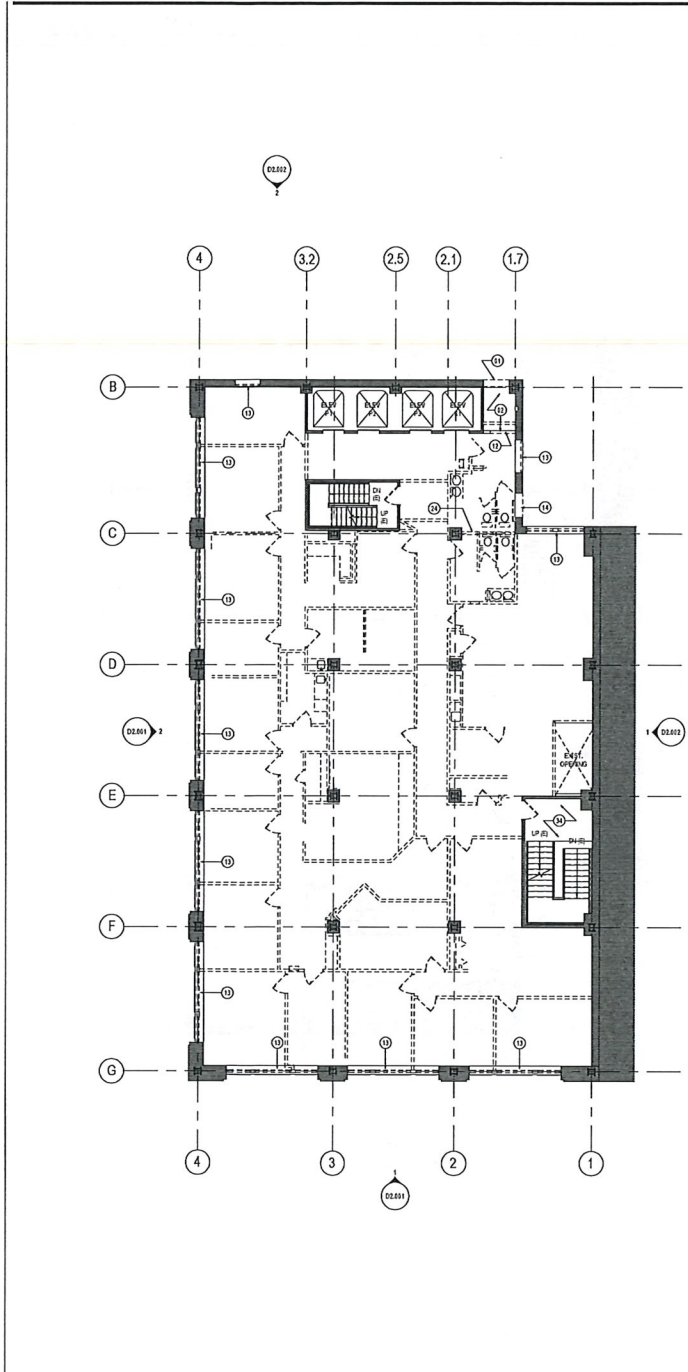 D2.002
2
4
3.2
2.5
2.1
1.7
01
B
ELEV
ELEV
ELEV
ELEV
P2
P3
13
02
12
13
13
DN
(E)
UP
(E)
24
14
C
13
13
D
D2.001
2
13
1
D2.002
EXIST.
OPENING
E
34
UP (E)
DN (E)
13
F
13
13
13
13
G
4
3
2
1
1
D2.001